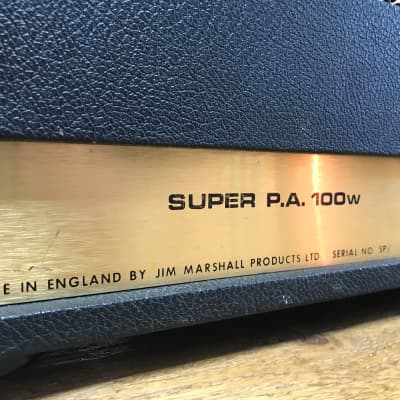 SUPER P.A. 100W
E IN ENGLAND BY JIM MARSHALL PRODUCTS LTD SERIAL NO. SP/